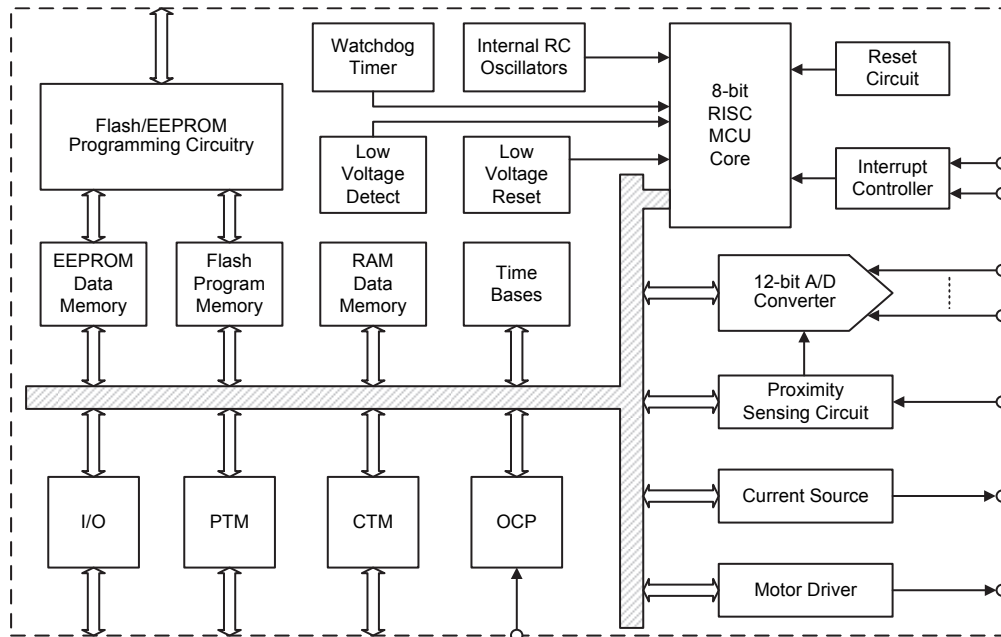 Watchdog
Timer
Internal RC
Oscillators
8-bit
RISC
MCU
Core
Reset
Circuit
Flash/EEPROM
Programming Circuitry
Low
Voltage
Detect
Low
Voltage
Reset
Interrupt
Controller
EEPROM
Data
Memory
Flash
Program
Memory
RAM
Data
Memory
Time
Bases
12-bit A/D
Converter
Proximity
Sensing Circuit
I/O
PTM
CTM
OCP
Current Source
Motor Driver